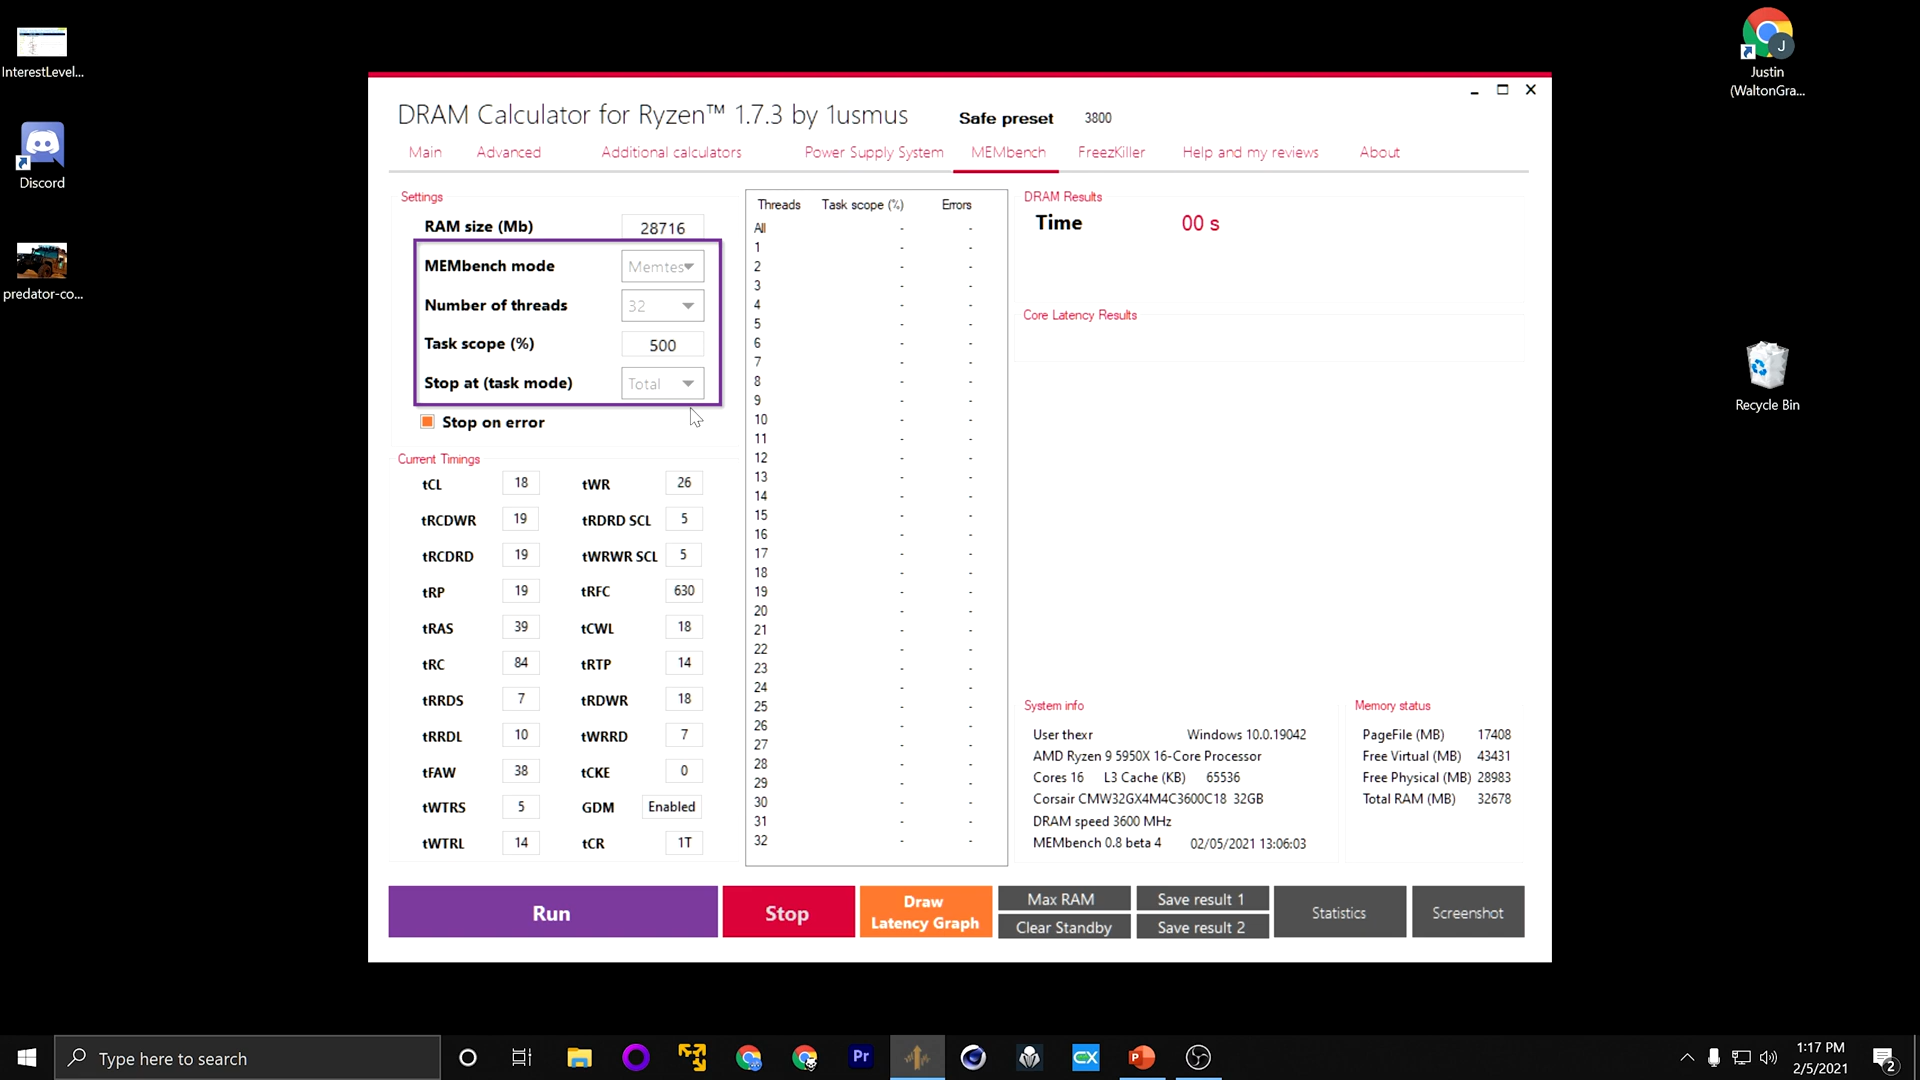 InterestLevel...
Discord
predator-co...
Justin
(WaltonGra...
Recycle Bin
DRAM Calculator for Ryzen™ 1.7.3 by 1usmus
Safe preset 3800
Main Advanced Additional calculators Power Supply System MEMbench FreezKiller Help and my reviews About
Settings
RAM size (Mb) 28716
MEMbench mode Memtes
Number of threads 32
Task scope (%) 500
Stop at (task mode) Total
Stop on error
Current Timings
tCL 18 tWR 26
tRCDWR 19 tRDRD SCL 5
tRCDRD 19 tWRWR SCL 5
tRP 19 tRFC 630
tRAS 39 tCWL 18
tRC 84 tRTP 14
tRRDS 7 tRDWR 18
tRRDL 10 tWRRD 7
tFAW 38 tCKE 0
tWTRS 5 GDM Enabled
tWTRL 14 tCR 1T
Threads Task scope (%) Errors
All - -
1 - -
2 - -
3 - -
4 - -
5 - -
6 - -
7 - -
8 - -
9 - -
10 - -
11 - -
12 - -
13 - -
14 - -
15 - -
16 - -
17 - -
18 - -
19 - -
20 - -
21 - -
22 - -
23 - -
24 - -
25 - -
26 - -
27 - -
28 - -
29 - -
30 - -
31 - -
32 - -
DRAM Results
Time 00 s
Core Latency Results
System info
User thexr Windows 10.0.19042
AMD Ryzen 9 5950X 16-Core Processor
Cores 16 L3 Cache (KB) 65536
Corsair CMW32GX4M4C3600C18 32GB
DRAM speed 3600 MHz
MEMbench 0.8 beta 4 02/05/2021 13:06:03
Memory status
PageFile (MB) 17408
Free Virtual (MB) 43431
Free Physical (MB) 28983
Total RAM (MB) 32678
Run
Stop
Draw
Latency Graph
Max RAM
Clear Standby
Save result 1
Save result 2
Statistics
Screenshot
J
Type here to search
Pr
CX
P
1:17 PM
2/5/2021
2